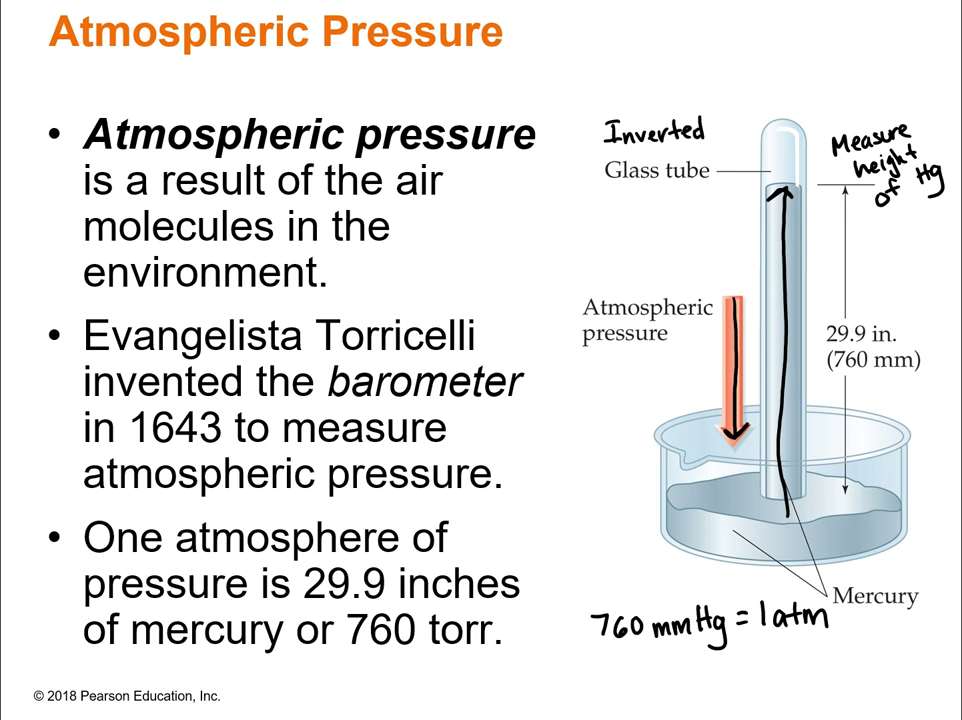 Atmospheric Pressure
• Atmospheric pressure
is a result of the air
molecules in the
environment.
• Evangelista Torricelli
invented the barometer
in 1643 to measure
atmospheric pressure.
• One atmosphere of
pressure is 29.9 inches
of mercury or 760 torr.
Inverted
Glass tube
Measure
height
of Hg
Atmospheric
pressure
29.9 in.
(760 mm)
Mercury
760 mmHg = 1 atm
© 2018 Pearson Education, Inc.